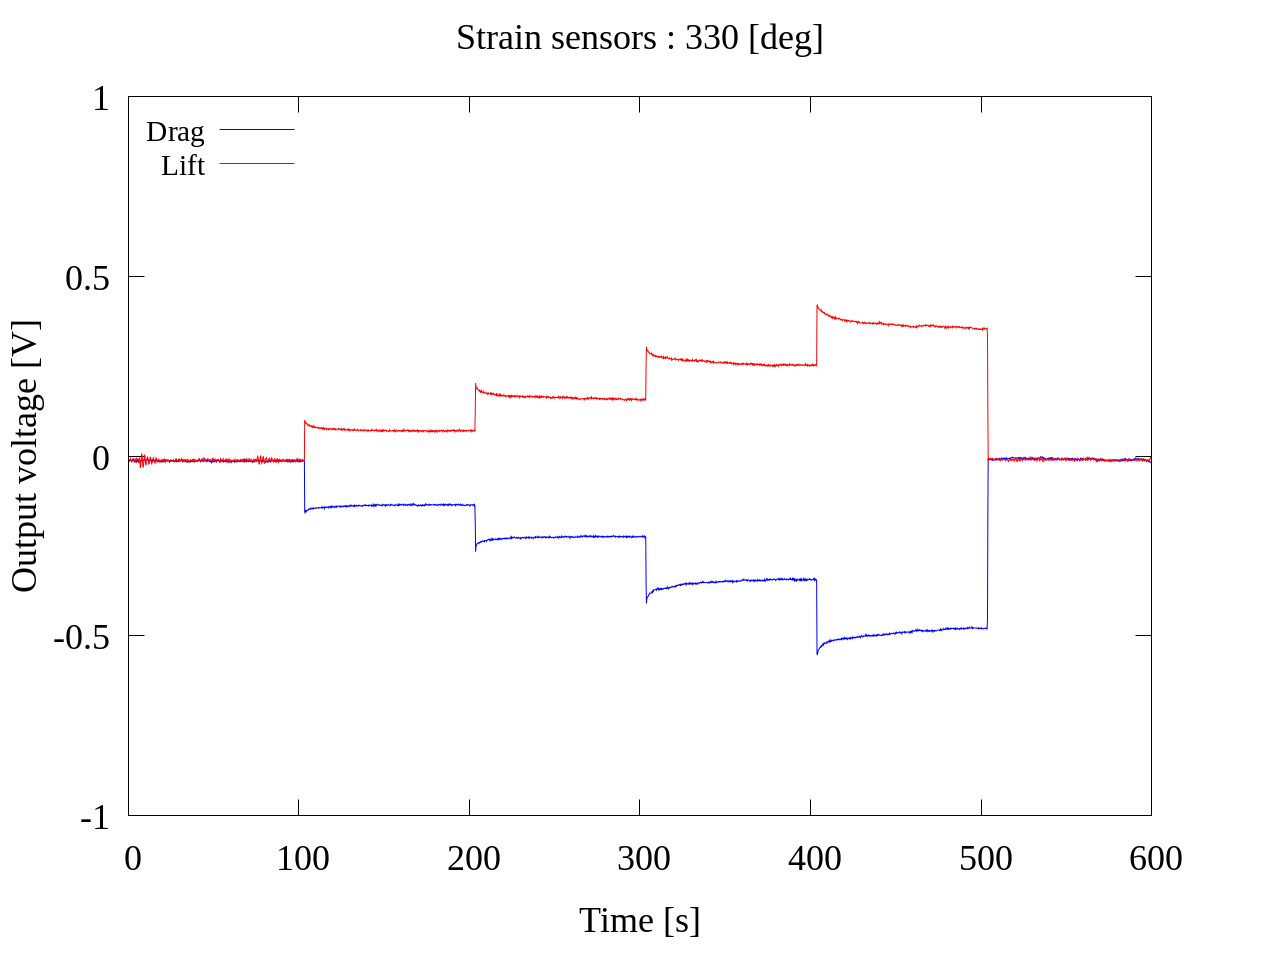 Strain sensors : 330 [deg]
1
0.5
0
-0.5
-1
Drag
Lift
Output voltage [V]
0 100 200 300 400 500 600
Time [s]